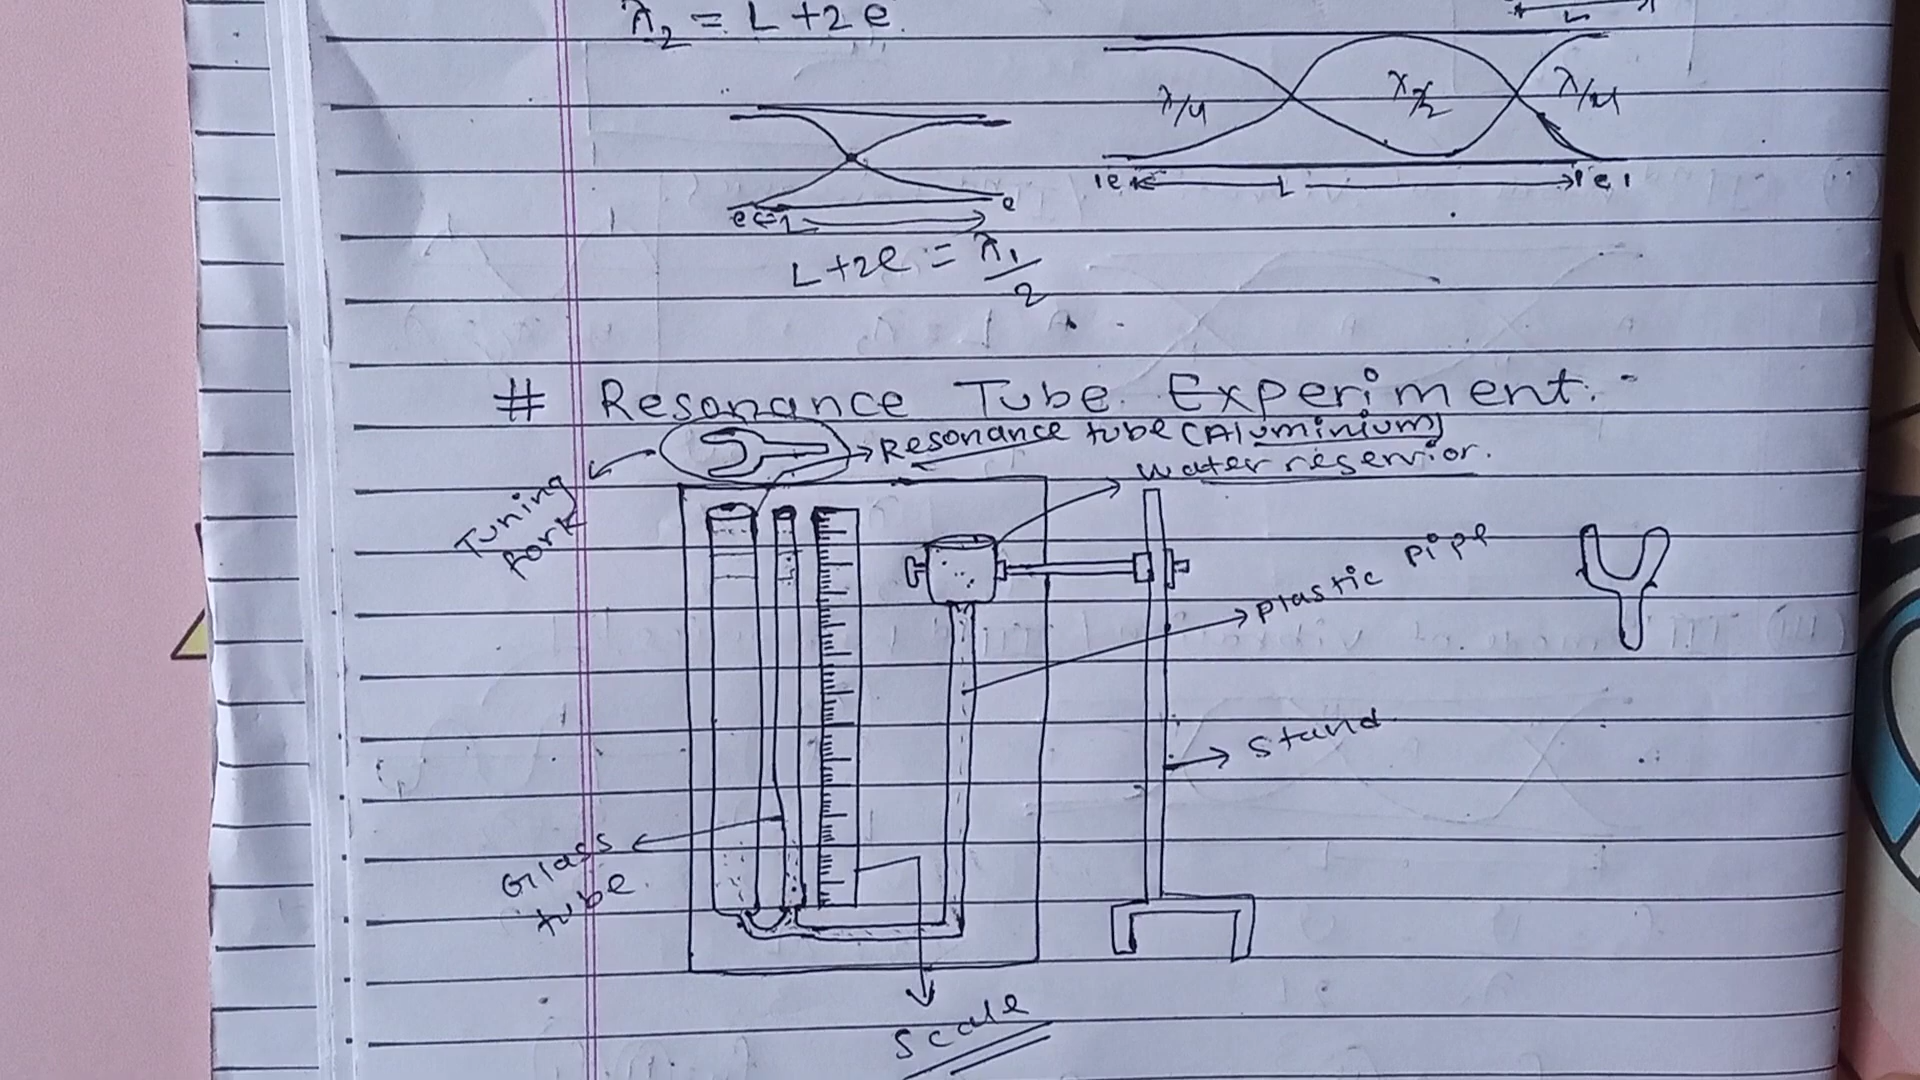 λ₂ = L + 2e
L
λ/4 λ/2 λ/4
e L e
e L e
L + 2e = λ₁/2
# Resonance Tube Experiment :-
Resonance tube (Aluminium)
water reservior.
Tuning
fork
plastic pipe
stand
Glass
tube.
scale